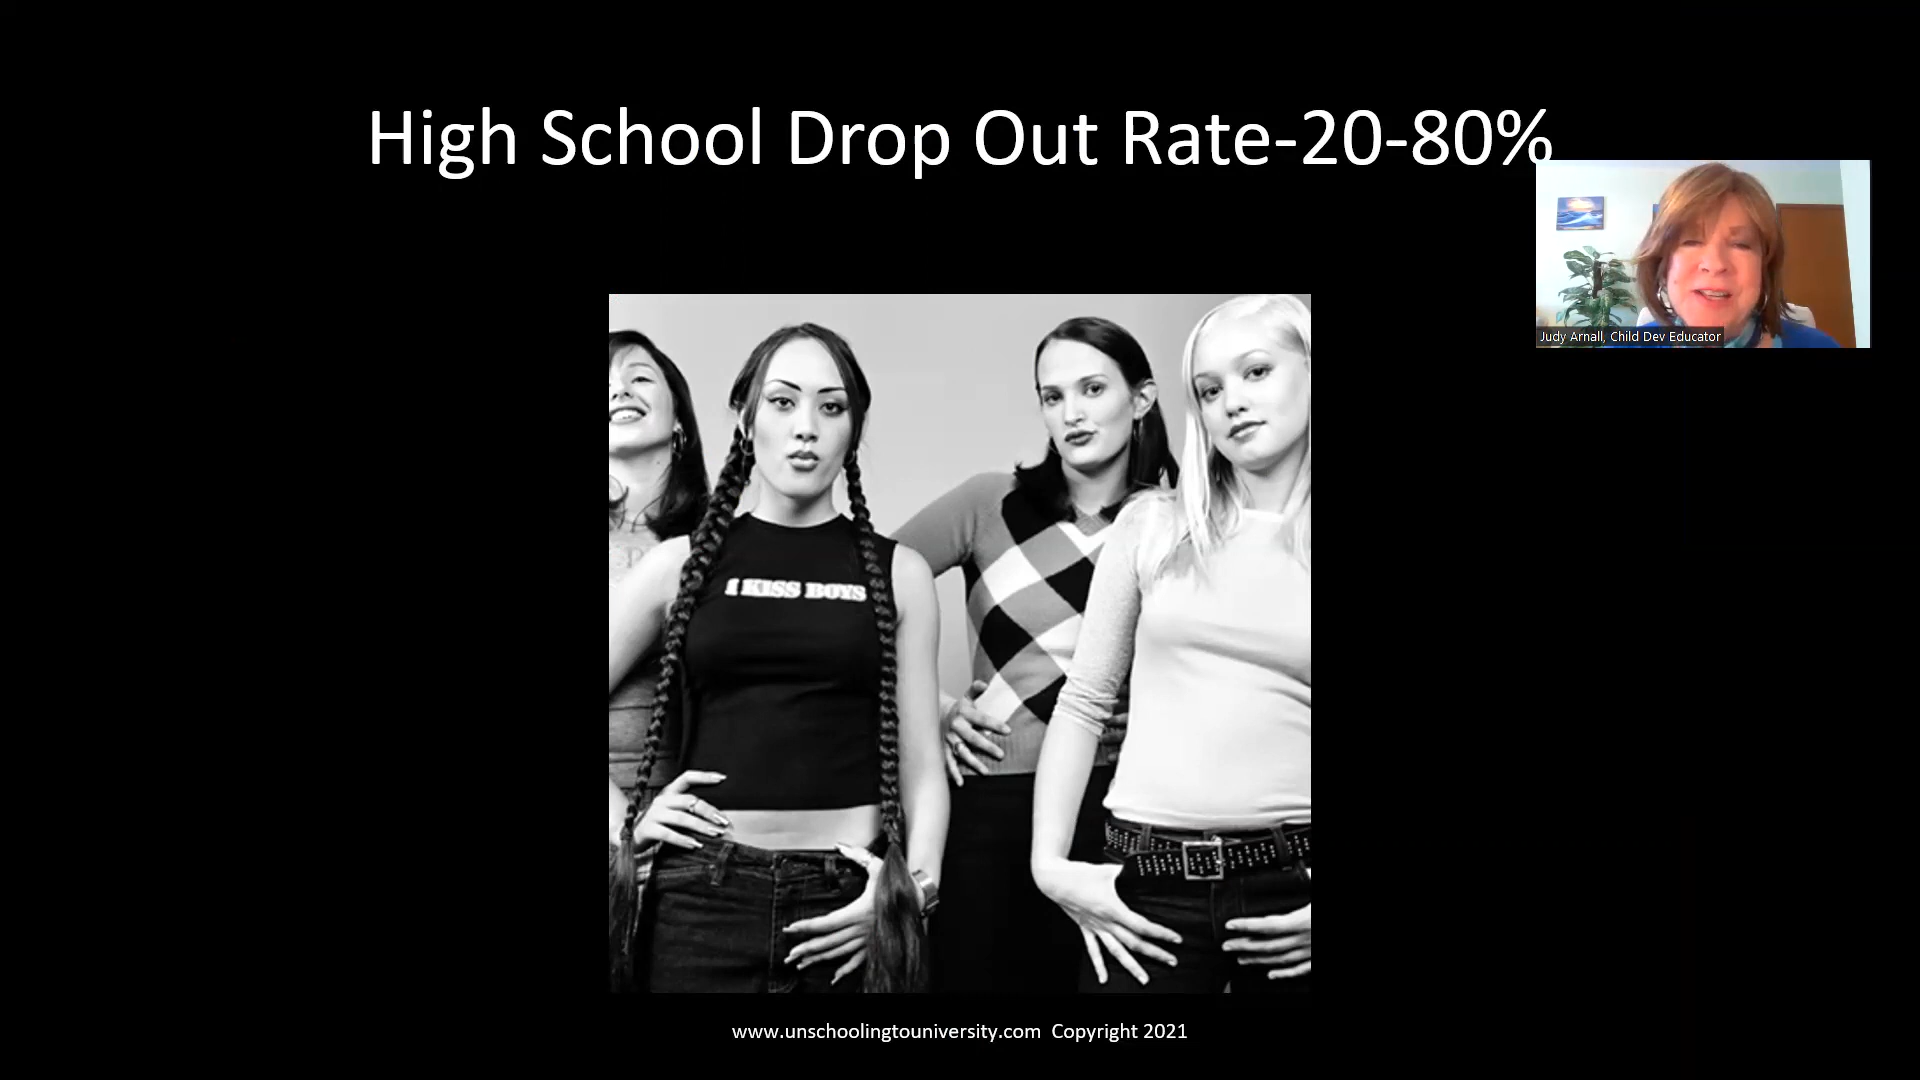 High School Drop Out Rate-20-80%
Judy Arnall, Child Dev Educator
I KISS BOYS
www.unschoolingtouniversity.com Copyright 2021